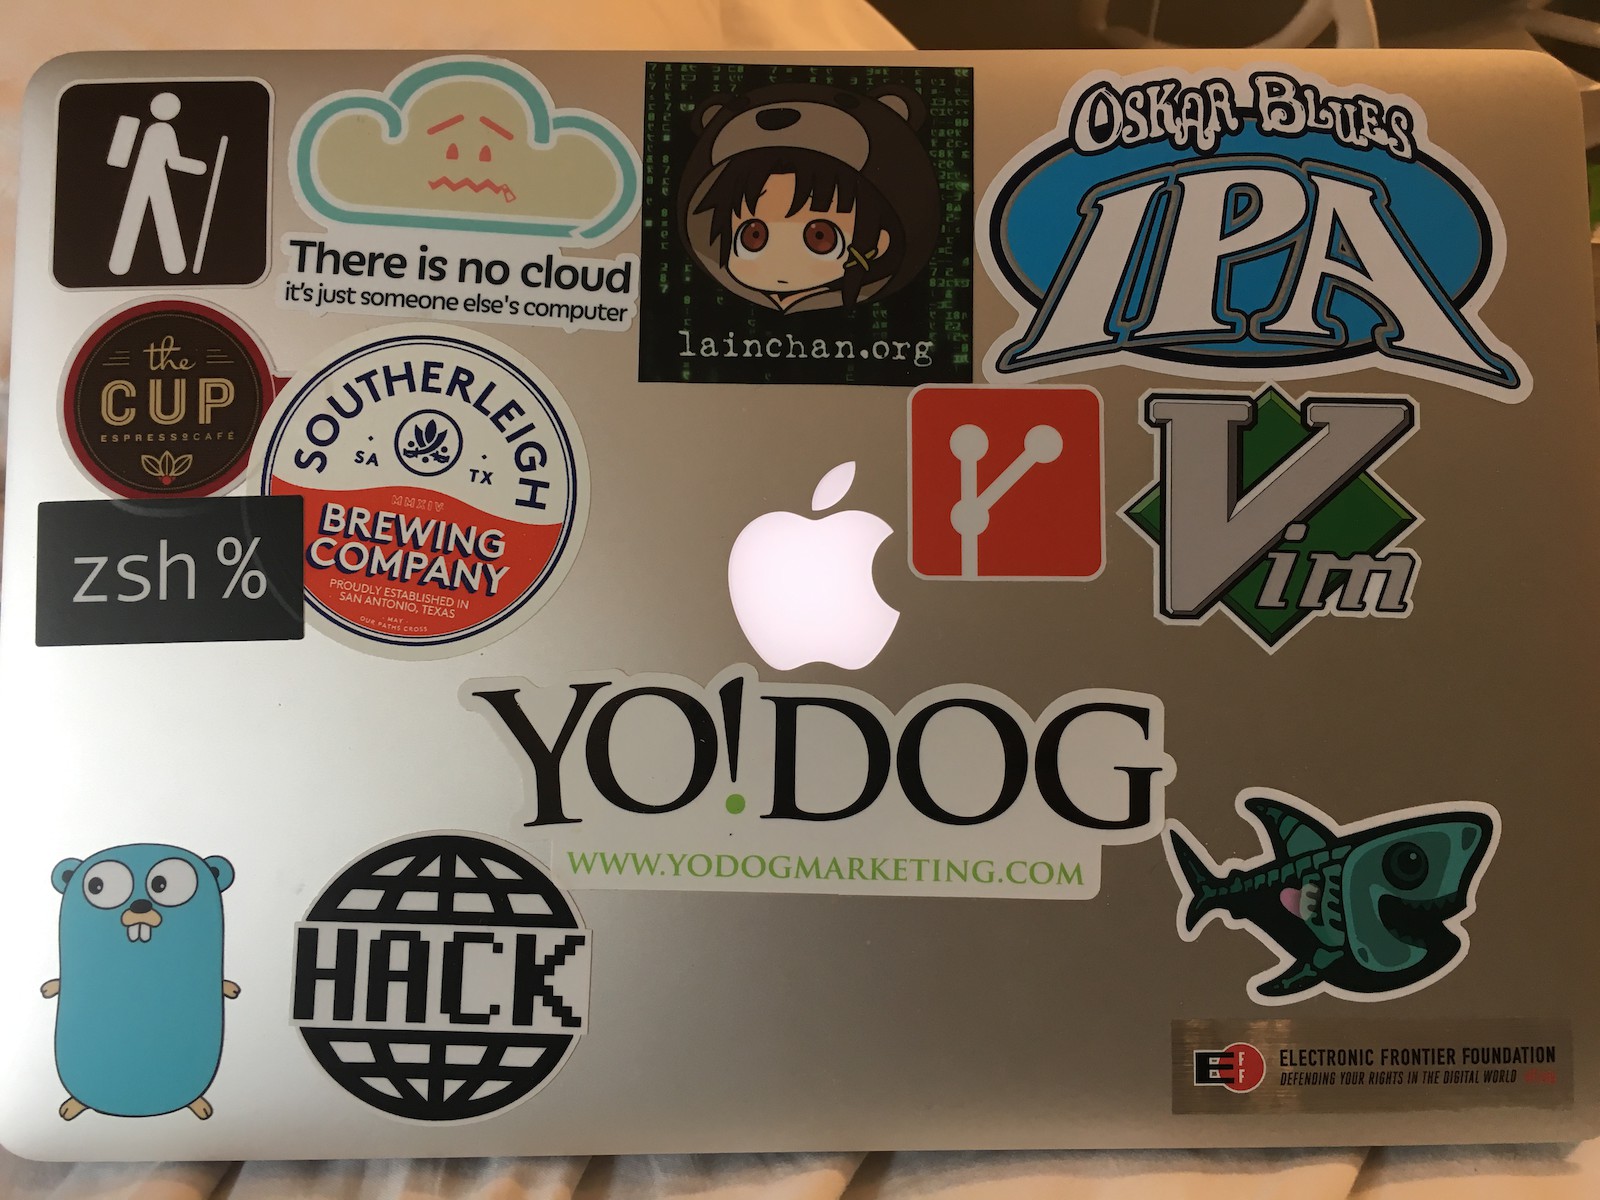 There is no cloud
it's just someone else's computer
lainchan.org
OSKAR BLUES
IPA
the
CUP
ESPRESSO CAFÉ
SOUTHERLEIGH
SA TX
MMXIV
BREWING
COMPANY
PROUDLY ESTABLISHED IN
SAN ANTONIO, TEXAS
MAY
OUR PATHS CROSS
zsh %
Vim
YO!DOG
WWW.YODOGMARKETING.COM
HACK
EFF
ELECTRONIC FRONTIER FOUNDATION
DEFENDING YOUR RIGHTS IN THE DIGITAL WORLD